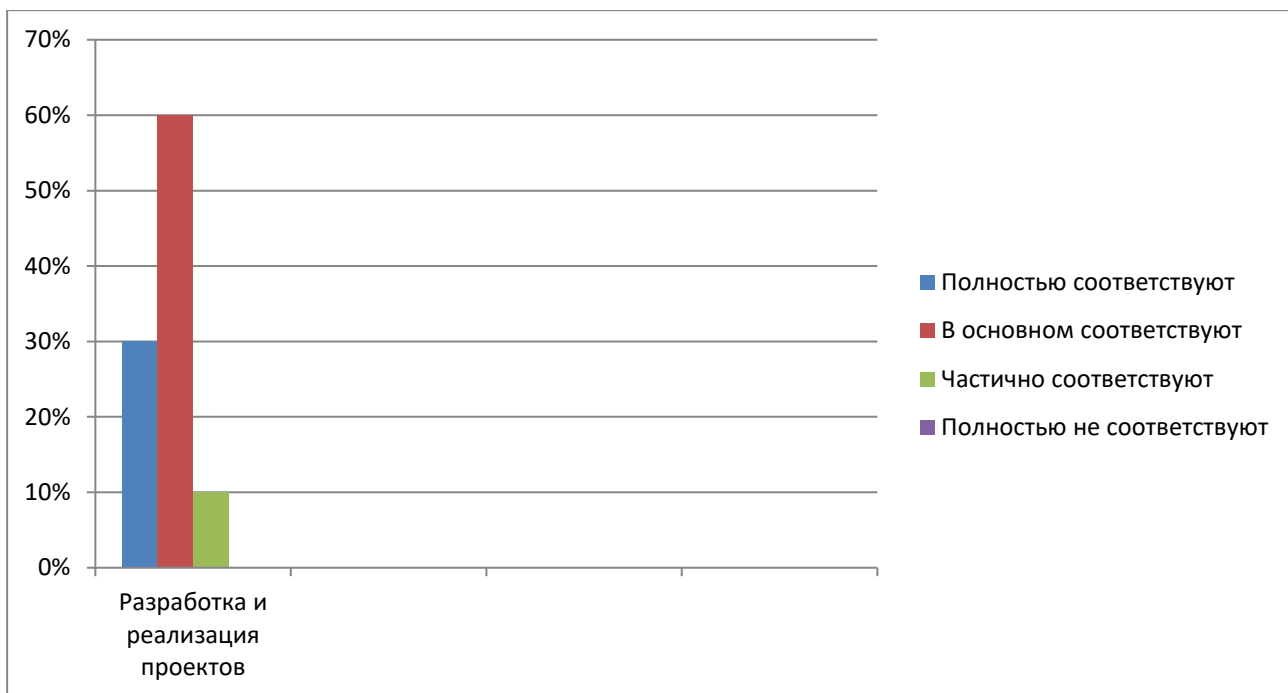 70%
60%
50%
40%
30%
20%
10%
0%
Разработка и
реализация
проектов
Полностью соответствуют
В основном соответствуют
Частично соответствуют
Полностью не соответствуют